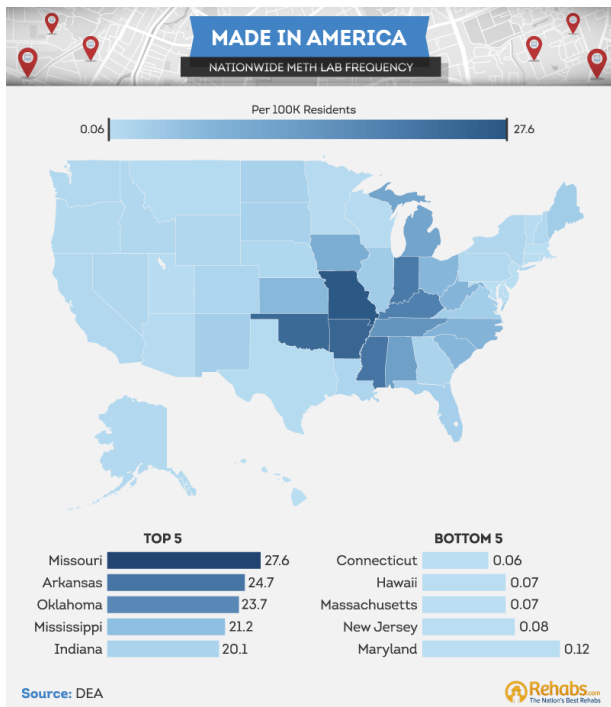 MADE IN AMERICA
NATIONWIDE METH LAB FREQUENCY
Per 100K Residents
0.06 27.6
TOP 5
Missouri 27.6
Arkansas 24.7
Oklahoma 23.7
Mississippi 21.2
Indiana 20.1
BOTTOM 5
Connecticut 0.06
Hawaii 0.07
Massachusetts 0.07
New Jersey 0.08
Maryland 0.12
Source: DEA
Rehabs.com
The Nation's Best Rehabs